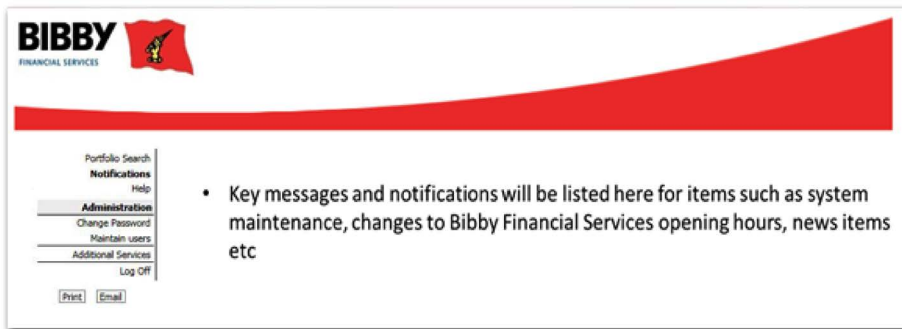 BIBBY
FINANCIAL SERVICES
Portfolio Search
Notifications
Help
Administration
Change Password
Maintain users
Additional Services
Log Off
Print Email
• Key messages and notifications will be listed here for items such as system
maintenance, changes to Bibby Financial Services opening hours, news items
etc